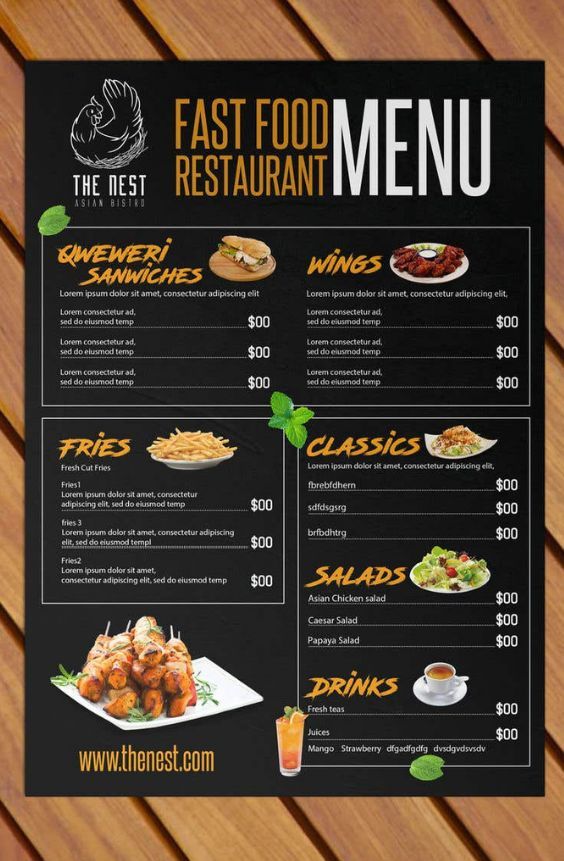 THE NEST
ASIAN BISTRO
FAST FOOD
RESTAURANT
MENU
QWEWERI
SANWICHES
Lorem ipsum dolor sit amet, consectetur adipiscing elit
Lorem consectetur ad,
sed do eiusmod temp $00
Lorem consectetur ad,
sed do eiusmod temp $00
Lorem consectetur ad,
sed do eiusmod temp $00
WINGS
Lorem ipsum dolor sit amet, consectetur adipiscing elit,
Lorem consectetur ad,
sed do eiusmod temp $00
Lorem consectetur ad,
sed do eiusmod temp $00
Lorem consectetur ad,
sed do eiusmod temp $00
FRIES
Fresh Cut Fries
Fries1
Lorem ipsum dolor sit amet, consectetur
adipiscing elit, sed do eiusmod temp $00
fries 3
Lorem ipsum dolor sit amet, consectetur adipiscing
elit, sed do eiusmod templ $00
Fries2
Lorem ipsum dolor sit amet,
consectetur adipiscing elit, sed do eiusmod temp $00
CLASSICS
Lorem ipsum dolor sit amet, consectetur adipiscing elit,
fbrebfdhern $00
sdfdsgsrg $00
brfbdhtrg $00
SALADS
Asian Chicken salad $00
Caesar Salad $00
Papaya Salad $00
DRINKS
Fresh teas $00
Juices $00
Mango Strawberry dfgadfgdfg dvsdgvdsvsdv
www.thenest.com